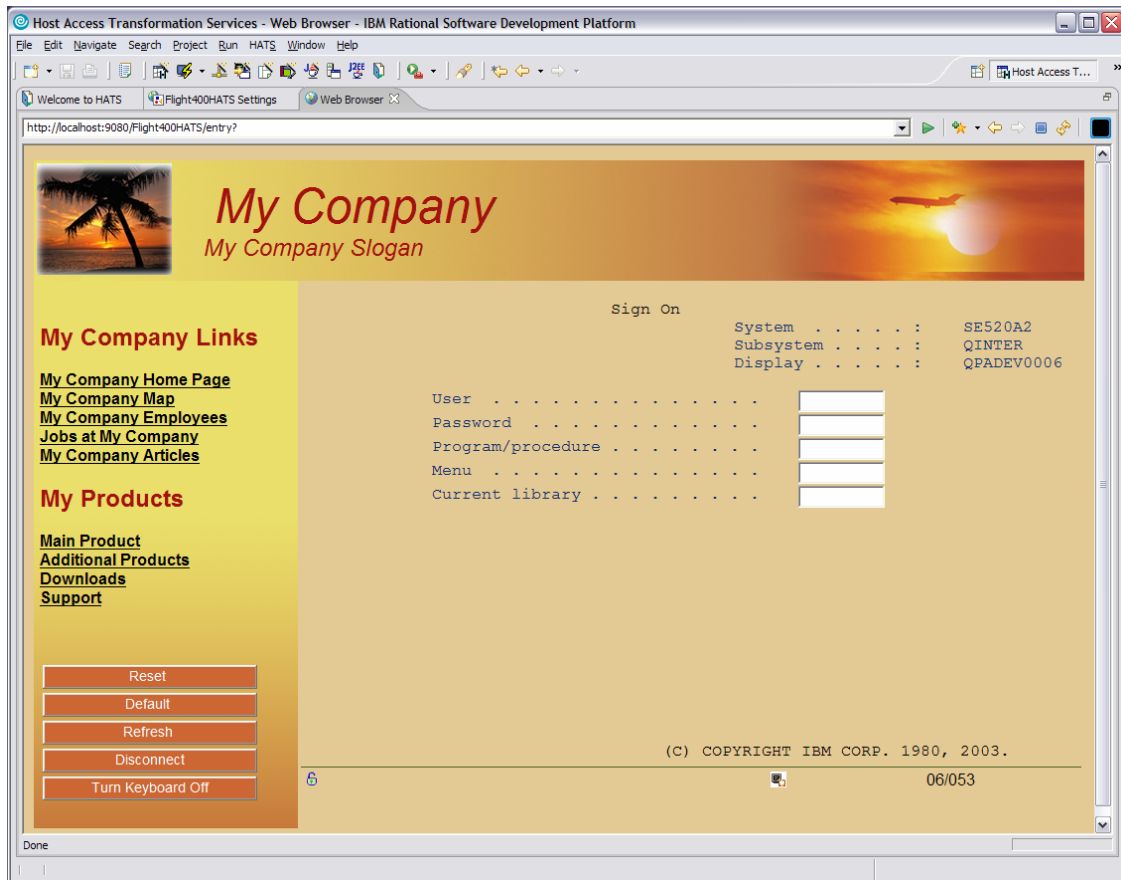 Host Access Transformation Services - Web Browser - IBM Rational Software Development Platform
File Edit Navigate Search Project Run HATS Window Help
Host Access T...
Welcome to HATS Flight400HATS Settings Web Browser
http://localhost:9080/Flight400HATS/entry?
My Company
My Company Slogan
My Company Links
My Company Home Page
My Company Map
My Company Employees
Jobs at My Company
My Company Articles
My Products
Main Product
Additional Products
Downloads
Support
Reset
Default
Refresh
Disconnect
Turn Keyboard Off
Sign On
System . . . . . : SE520A2
Subsystem . . . . : QINTER
Display . . . . . : QPADEV0006
User . . . . . . . . . . . . . .
Password . . . . . . . . . . . .
Program/procedure . . . . . . . .
Menu . . . . . . . . . . . . . .
Current library . . . . . . . . .
(C) COPYRIGHT IBM CORP. 1980, 2003.
06/053
Done